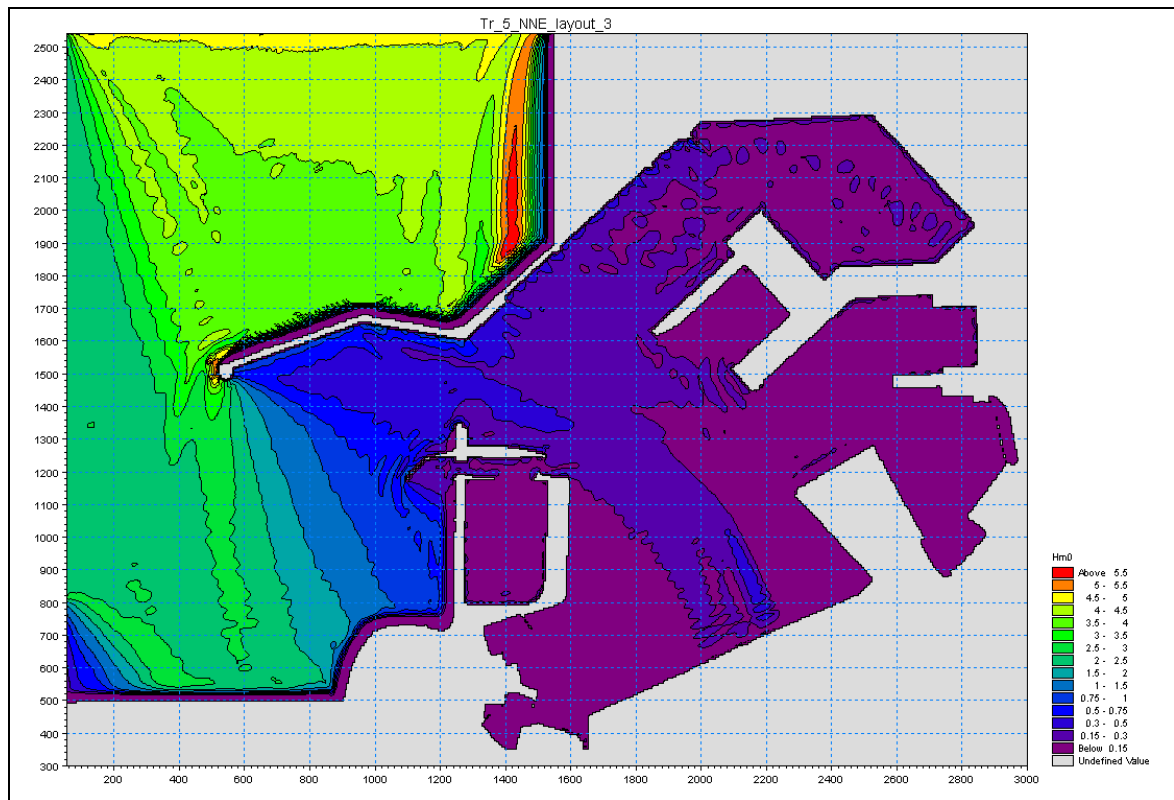 Tr_5_NNE_layout_3
2500
2400
2300
2200
2100
2000
1900
1800
1700
1600
1500
1400
1300
1200
1100
1000
900
800
700
600
500
400
300
200 400 600 800 1000 1200 1400 1600 1800 2000 2200 2400 2600 2800 3000
Hm0
Above 5.5
5 - 5.5
4.5 - 5
4 - 4.5
3.5 - 4
3 - 3.5
2.5 - 3
2 - 2.5
1.5 - 2
1 - 1.5
0.75 - 1
0.5 - 0.75
0.3 - 0.5
0.15 - 0.3
Below 0.15
Undefined Value